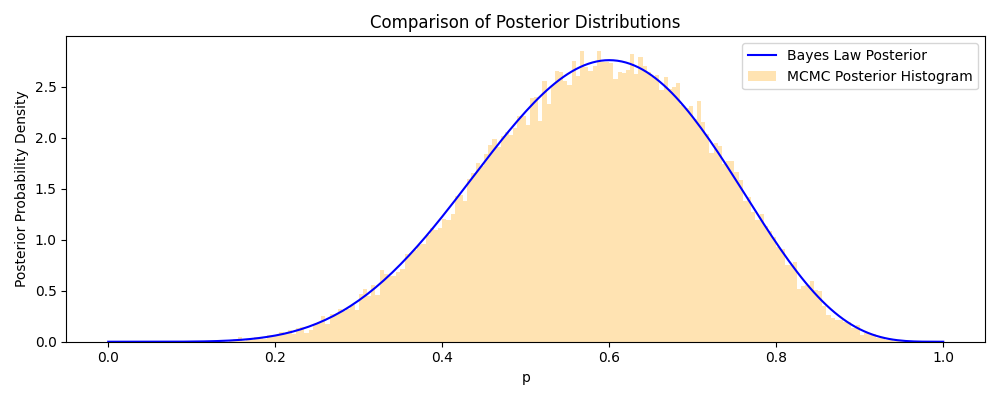 Comparison of Posterior Distributions
Bayes Law Posterior
MCMC Posterior Histogram
Posterior Probability Density
2.5
2.0
1.5
1.0
0.5
0.0
0.0 0.2 0.4 0.6 0.8 1.0
p